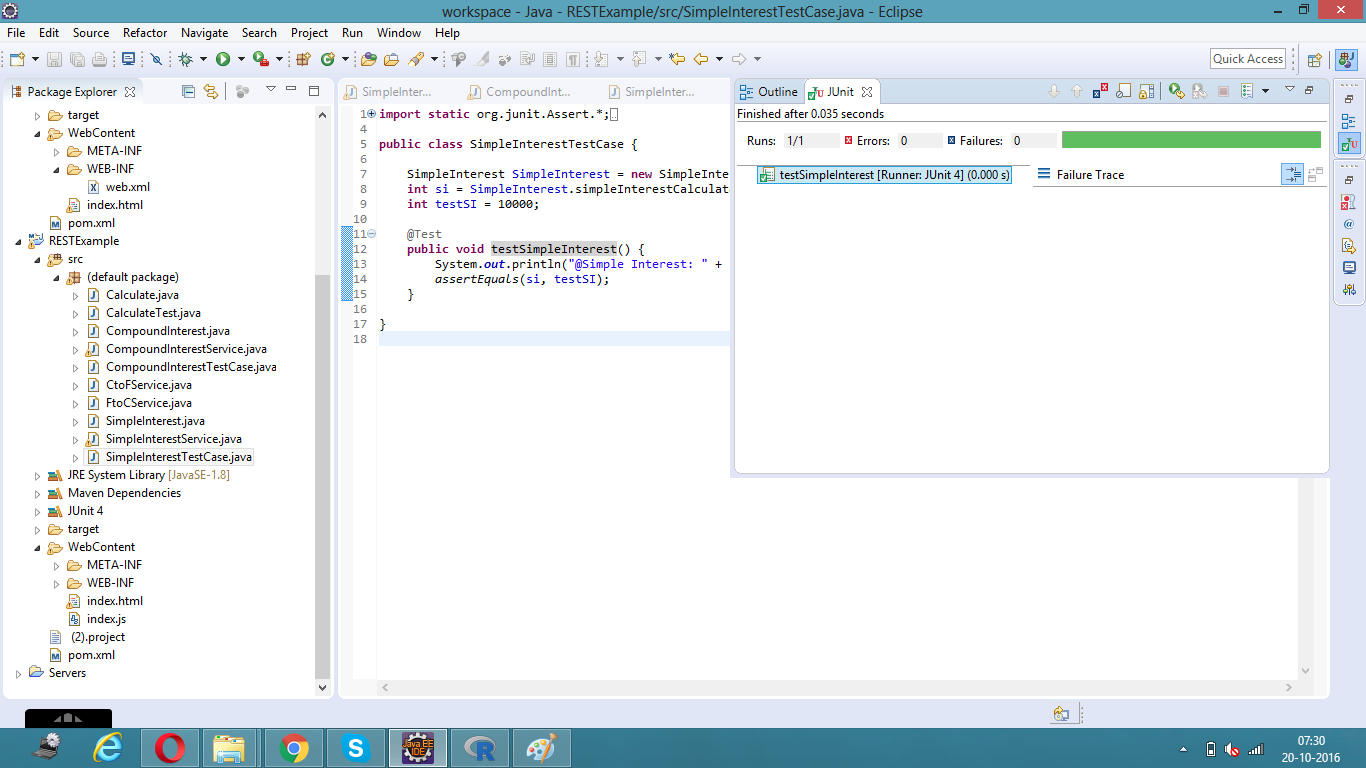 workspace - Java - RESTExample/src/SimpleInterestTestCase.java - Eclipse
File Edit Source Refactor Navigate Search Project Run Window Help
Quick Access
Package Explorer
target
WebContent
META-INF
WEB-INF
web.xml
index.html
pom.xml
RESTExample
src
(default package)
Calculate.java
CalculateTest.java
CompoundInterest.java
CompoundInterestService.java
CompoundInterestTestCase.java
CtoFService.java
FtoCService.java
SimpleInterest.java
SimpleInterestService.java
SimpleInterestTestCase.java
JRE System Library [JavaSE-1.8]
Maven Dependencies
JUnit 4
target
WebContent
META-INF
WEB-INF
index.html
index.js
(2).project
pom.xml
Servers
SimpleInter... CompoundInt... SimpleInter...
1 import static org.junit.Assert.*;
4
5 public class SimpleInterestTestCase {
6
7 SimpleInterest SimpleInterest = new SimpleInte
8 int si = SimpleInterest.simpleInterestCalculat
9 int testSI = 10000;
10
11 @Test
12 public void testSimpleInterest() {
13 System.out.println("@Simple Interest: " +
14 assertEquals(si, testSI);
15 }
16
17 }
18
Outline JUnit
Finished after 0.035 seconds
Runs: 1/1 Errors: 0 Failures: 0
testSimpleInterest [Runner: JUnit 4] (0.000 s)
Failure Trace
Java EE
IDE
07:30
20-10-2016